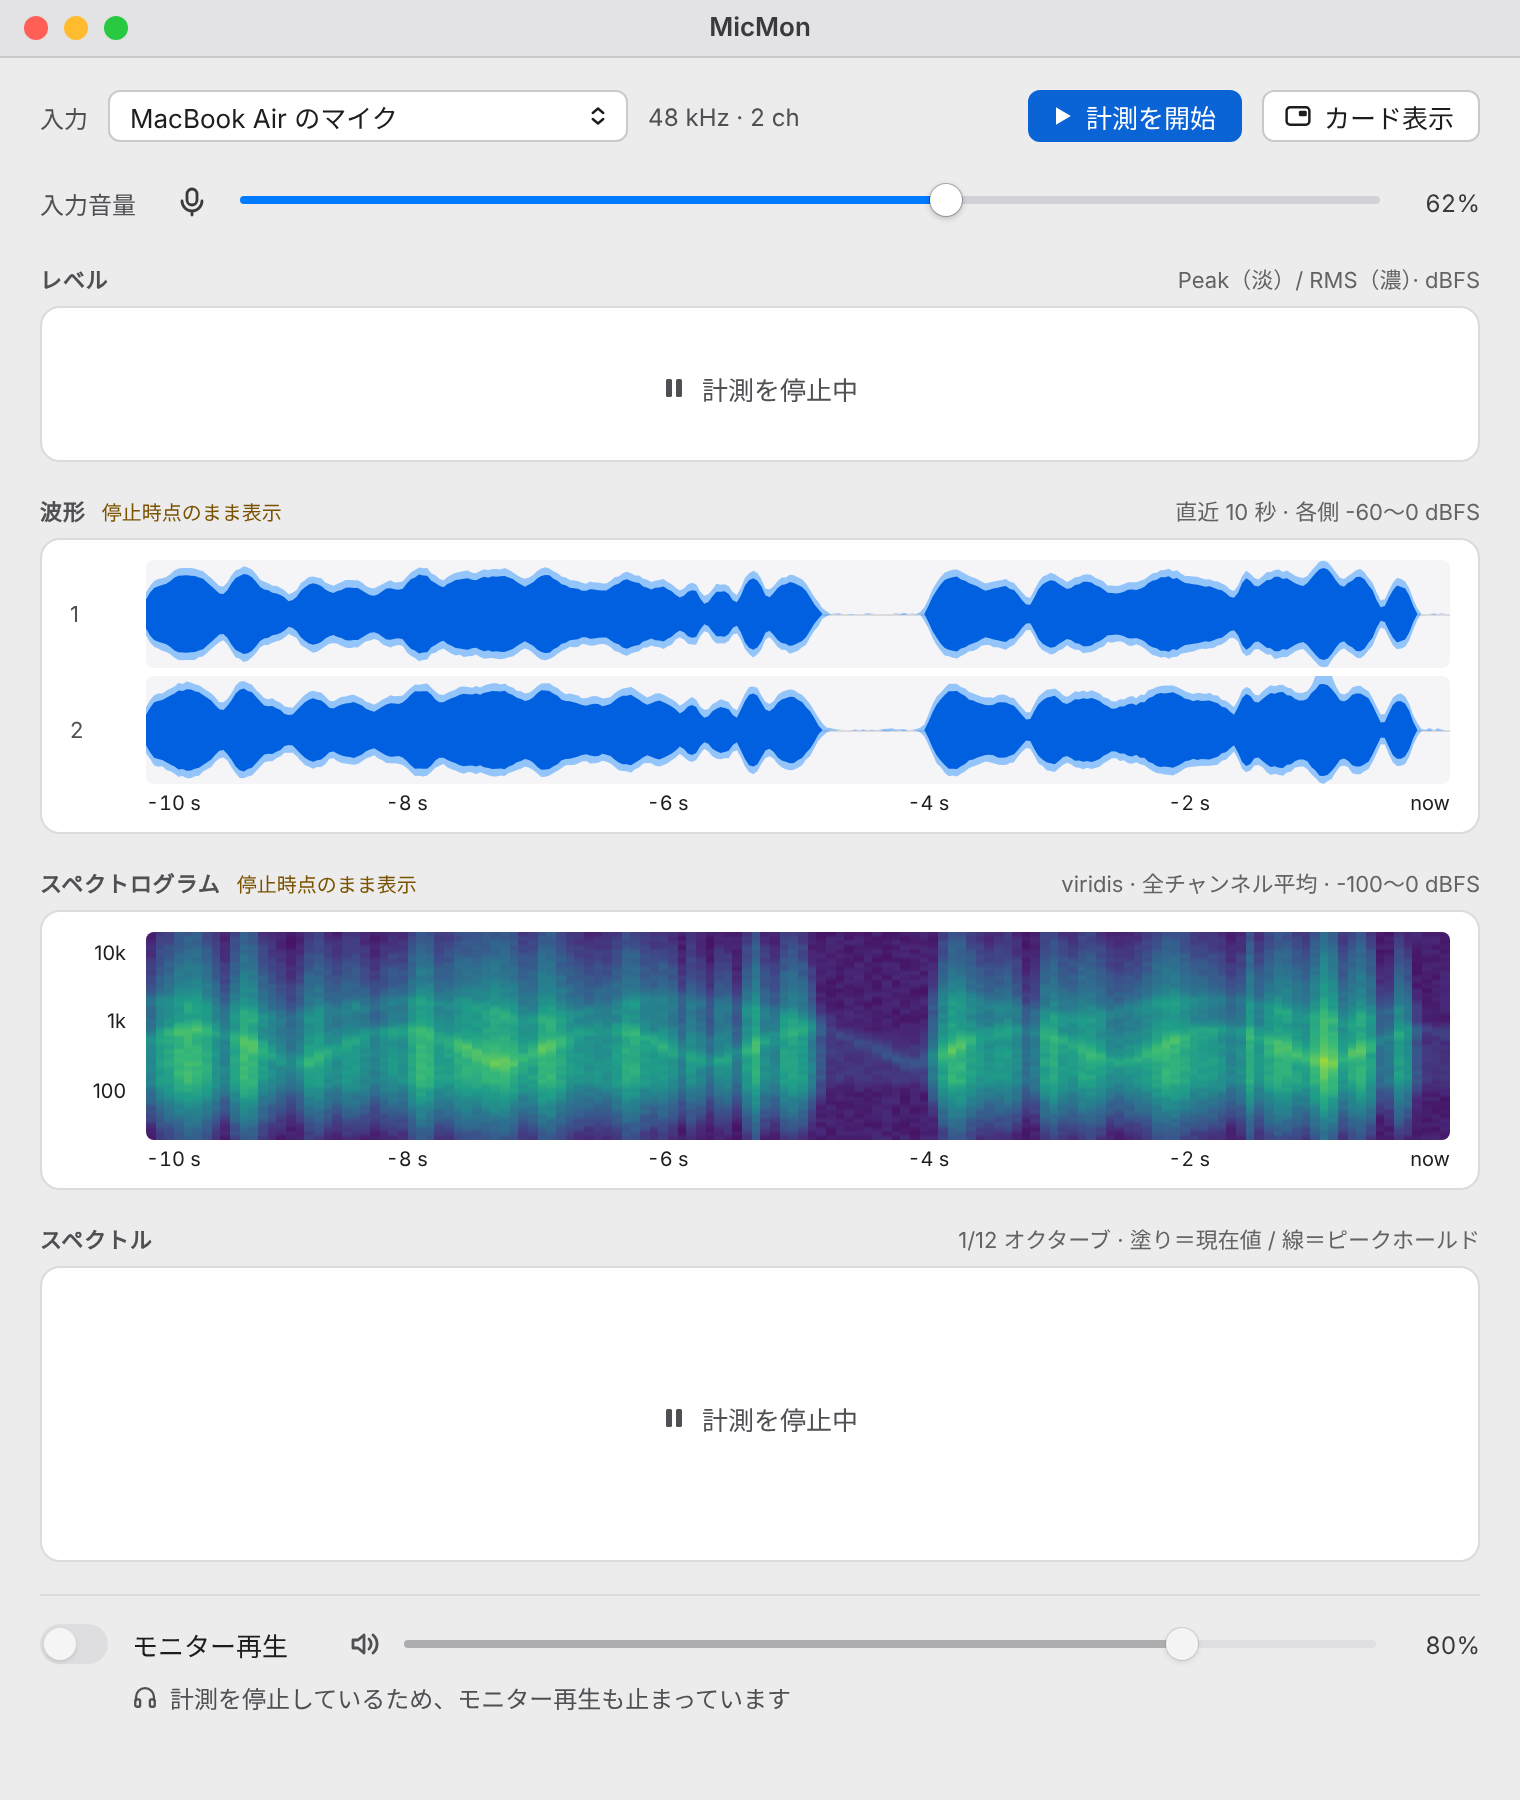 MicMon
入力 MacBook Air のマイク 48 kHz · 2 ch 計測を開始 カード表示
入力音量 62%
レベル Peak（淡）/ RMS（濃）· dBFS
計測を停止中
波形 停止時点のまま表示 直近 10 秒 · 各側 -60〜0 dBFS
1
2
-10 s -8 s -6 s -4 s -2 s now
スペクトログラム 停止時点のまま表示 viridis · 全チャンネル平均 · -100〜0 dBFS
10k
1k
100
-10 s -8 s -6 s -4 s -2 s now
スペクトル 1/12 オクターブ · 塗り＝現在値 / 線＝ピークホールド
計測を停止中
モニター再生 80%
計測を停止しているため、モニター再生も止まっています